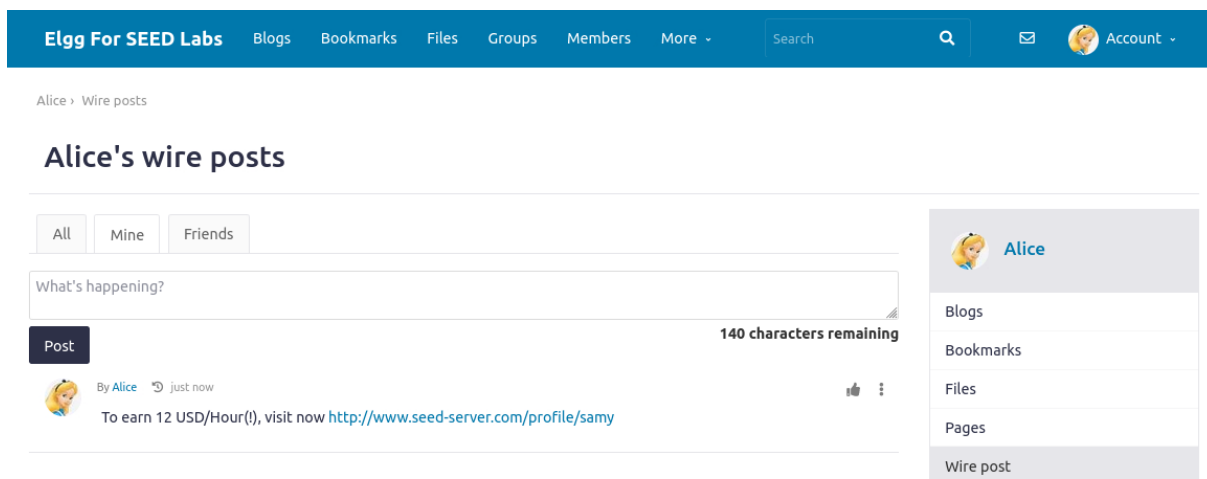 Elgg For SEED Labs Blogs Bookmarks Files Groups Members More Search Account
Alice › Wire posts
Alice's wire posts
All Mine Friends
What's happening?
140 characters remaining
Post
By Alice just now
To earn 12 USD/Hour(!), visit now http://www.seed-server.com/profile/samy
Alice
Blogs
Bookmarks
Files
Pages
Wire post